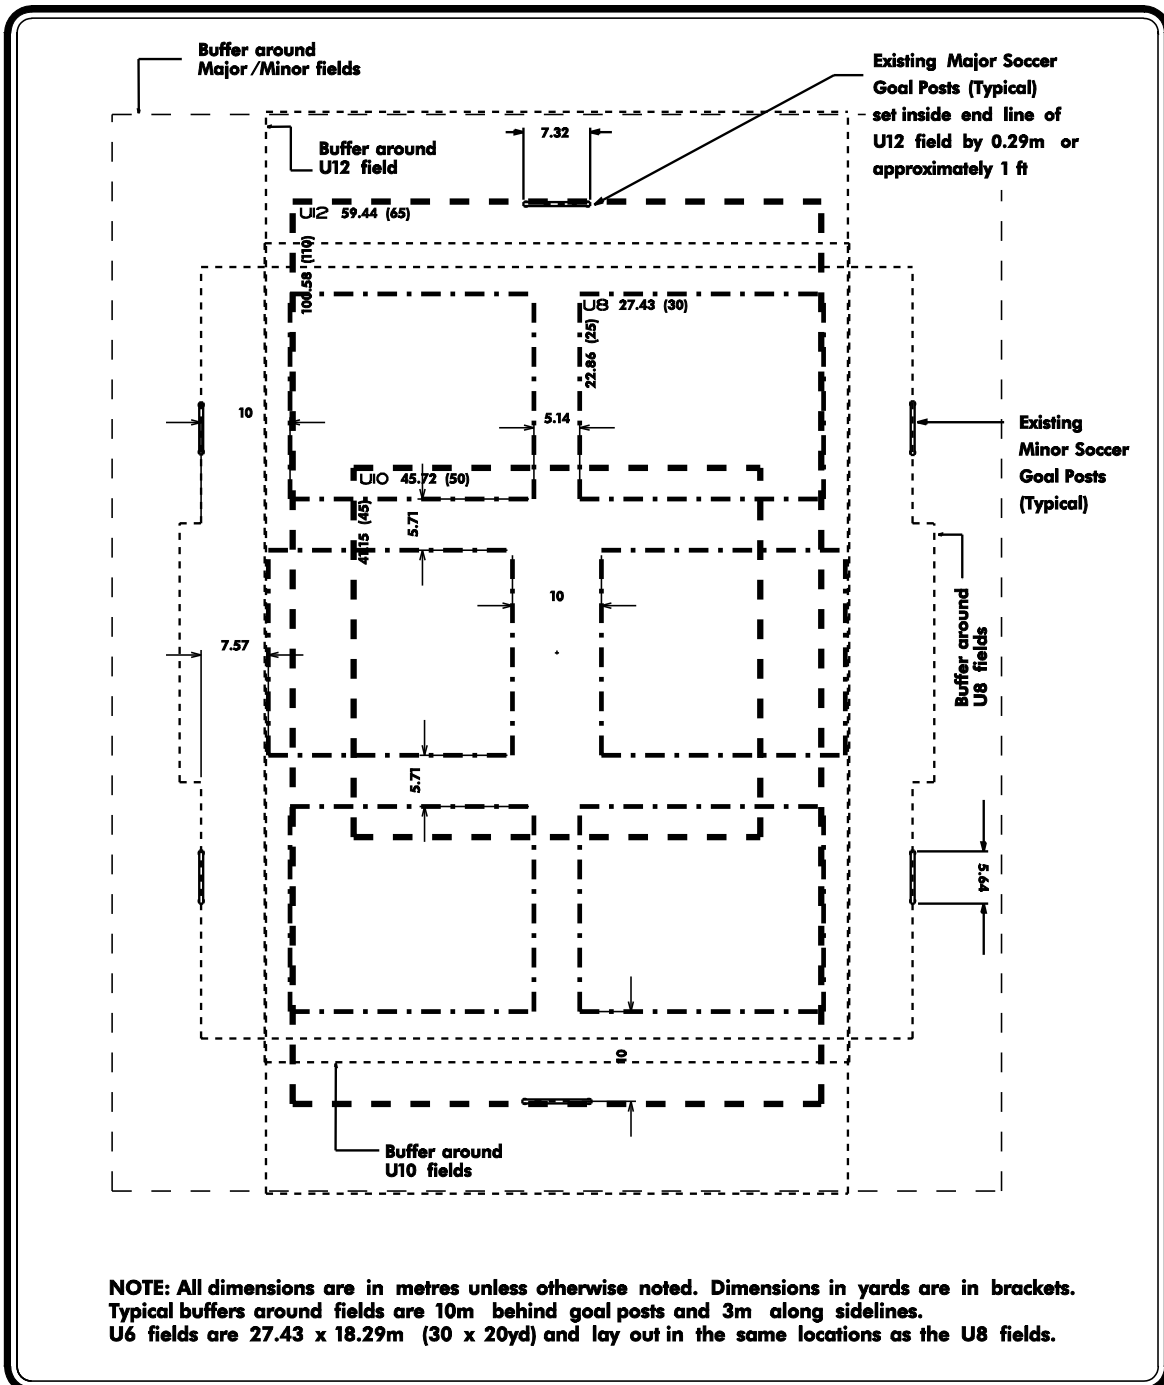 Buffer around
Major/Minor fields
Existing Major Soccer
Goal Posts (Typical)
set inside end line of
U12 field by 0.29m or
approximately 1 ft
7.32
Buffer around
U12 field
U12 59.44 (65)
100.58 (110)
U8 27.43 (30)
22.86 (25)
10
5.14
Existing
Minor Soccer
Goal Posts
(Typical)
U10 45.72 (50)
41.15 (45)
5.71
10
7.57
Buffer around
U8 fields
5.71
5.64
10
Buffer around
U10 fields
NOTE: All dimensions are in metres unless otherwise noted. Dimensions in yards are in brackets.
Typical buffers around fields are 10m behind goal posts and 3m along sidelines.
U6 fields are 27.43 x 18.29m (30 x 20yd) and lay out in the same locations as the U8 fields.